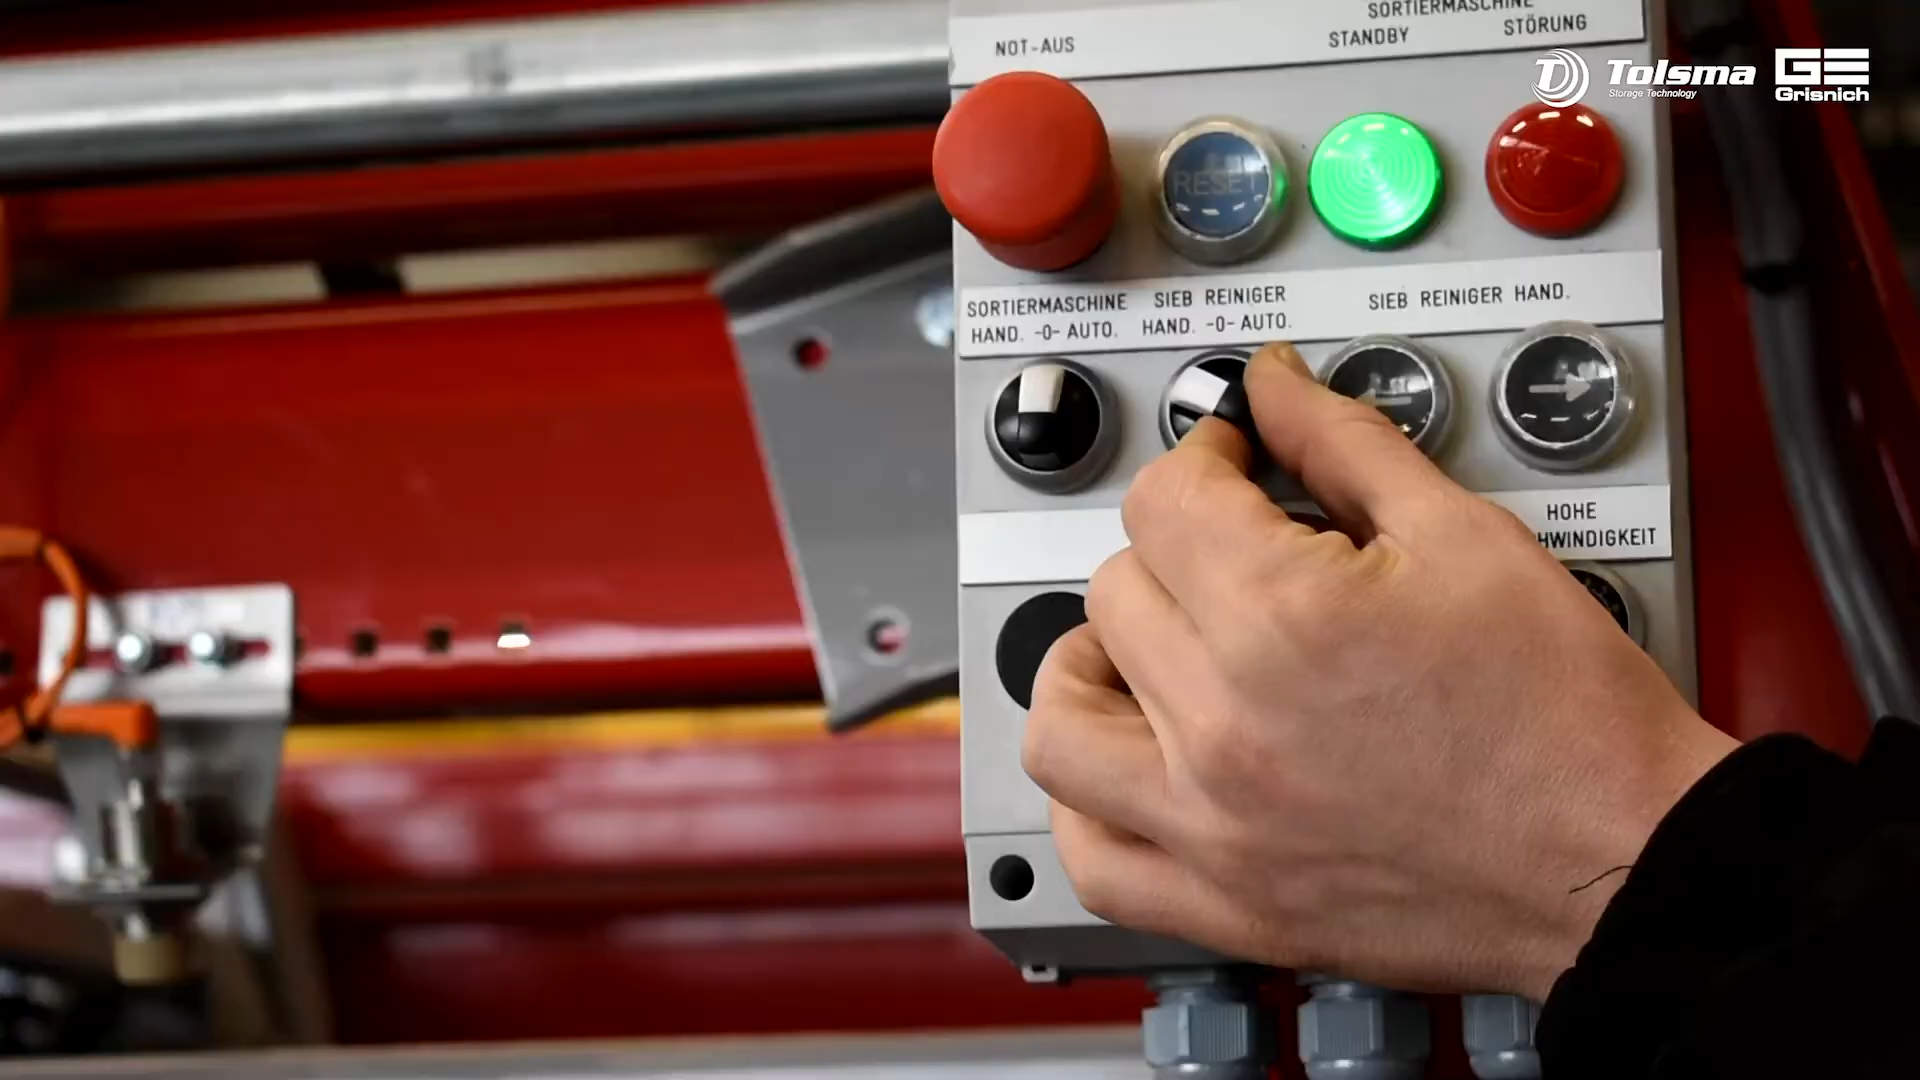 SORTIERMASCHINE
NOT-AUS
STANDBY
STÖRUNG
Tolsma
Storage Technology
GE
Grisnich
RESET
SORTIERMASCHINE
HAND. -0- AUTO.
SIEB REINIGER
HAND. -0- AUTO.
SIEB REINIGER HAND.
HOHE
HWINDIGKEIT